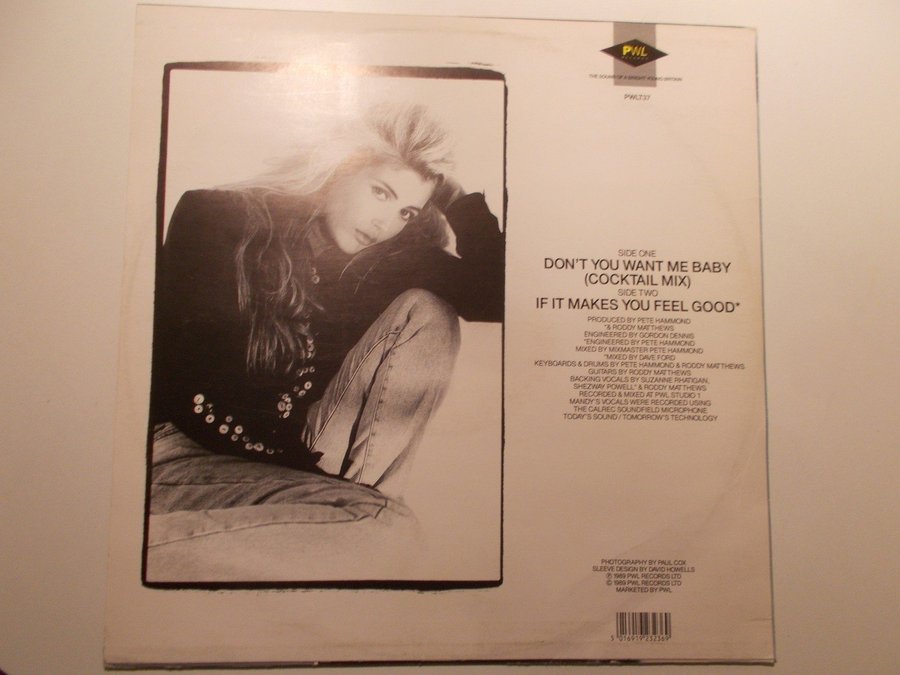 PWL
THE SOUND OF A BRIGHT YOUNG BRITAIN
PWLT37
SIDE ONE
DON'T YOU WANT ME BABY
(COCKTAIL MIX)
SIDE TWO
IF IT MAKES YOU FEEL GOOD*
PRODUCED BY PETE HAMMOND
*& RODDY MATTHEWS
ENGINEERED BY GORDON DENNIS
*ENGINEERED BY PETE HAMMOND
MIXED BY MIXMASTER PETE HAMMOND
*MIXED BY DAVE FORD
KEYBOARDS & DRUMS BY PETE HAMMOND & RODDY MATTHEWS
GUITARS BY RODDY MATTHEWS
BACKING VOCALS BY SUZANNE RHATIGAN,
SHEZWAY POWELL* & RODDY MATTHEWS
RECORDED & MIXED AT PWL STUDIO 1
MANDY'S VOCALS WERE RECORDED USING
THE CALREC SOUNDFIELD MICROPHONE
TODAY'S SOUND / TOMORROW'S TECHNOLOGY
PHOTOGRAPHY BY PAUL COX
SLEEVE DESIGN BY DAVID HOWELLS
℗ 1989 PWL RECORDS LTD
© 1989 PWL RECORDS LTD
MARKETED BY PWL
5 016919 232369